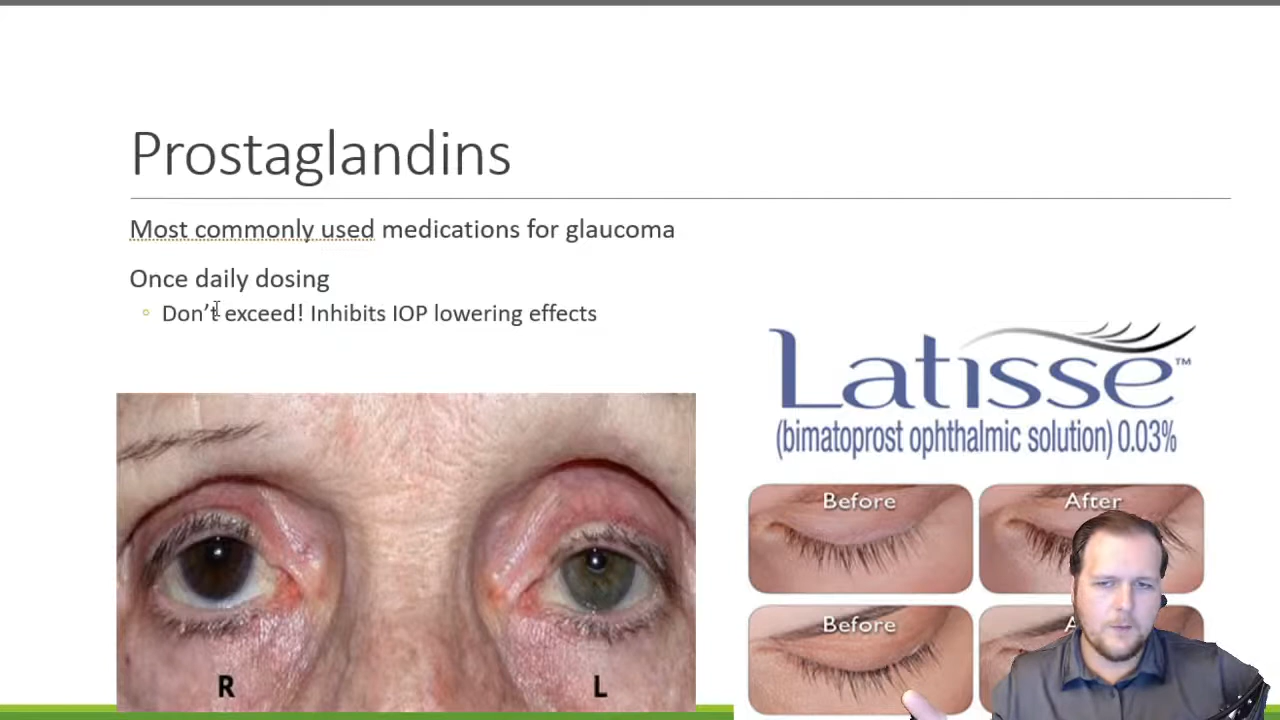 Prostaglandins
Most commonly used medications for glaucoma
Once daily dosing
Don’t exceed! Inhibits IOP lowering effects
Latisse™
(bimatoprost ophthalmic solution) 0.03%
Before
After
Before
R
L